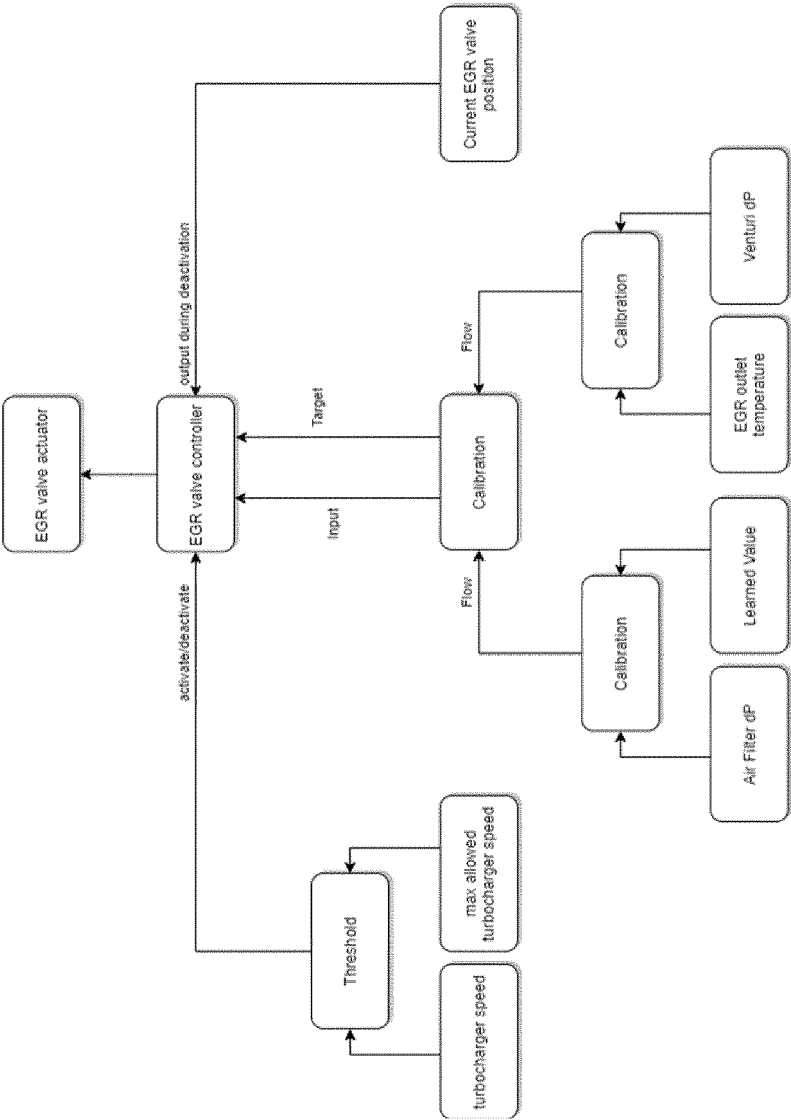 EGR valve actuator
EGR valve controller
activate/deactivate
output during deactivation
Input
Target
Threshold
turbocharger speed
max allowed
turbocharger speed
Calibration
Flow
Flow
Current EGR valve
position
Calibration
Calibration
Air Filter dP
Learned Value
EGR outlet
temperature
Venturi dP